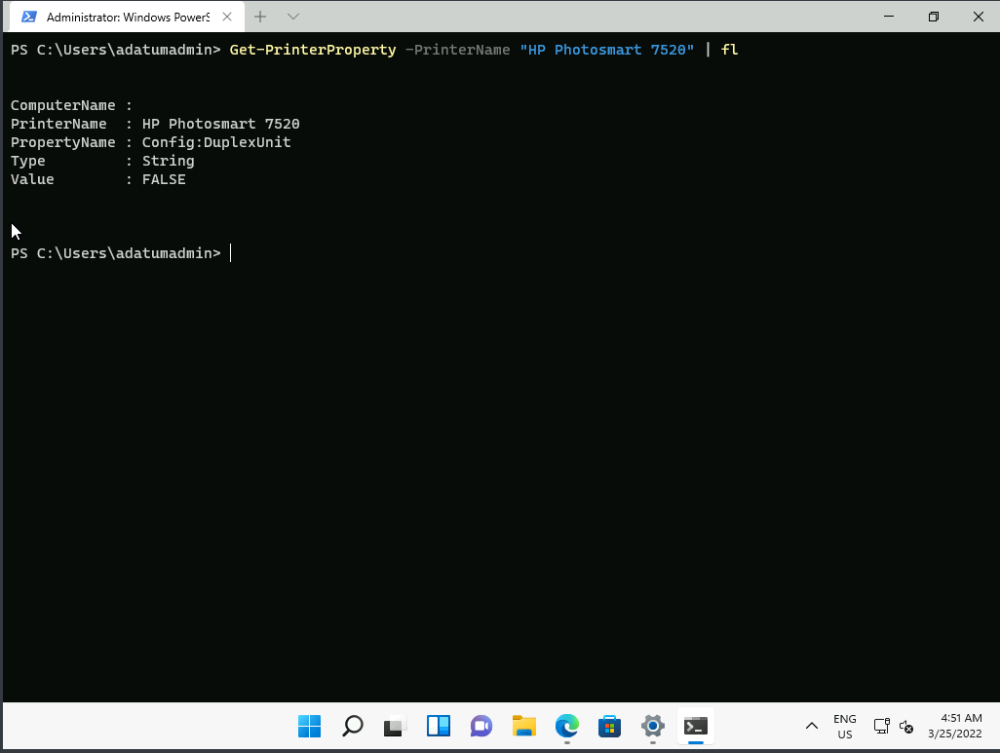 Administrator: Windows PowerS
PS C:\Users\adatumadmin> Get-PrinterProperty -PrinterName "HP Photosmart 7520" | fl
ComputerName :
PrinterName : HP Photosmart 7520
PropertyName : Config:DuplexUnit
Type : String
Value : FALSE
PS C:\Users\adatumadmin>
ENG
US
4:51 AM
3/25/2022